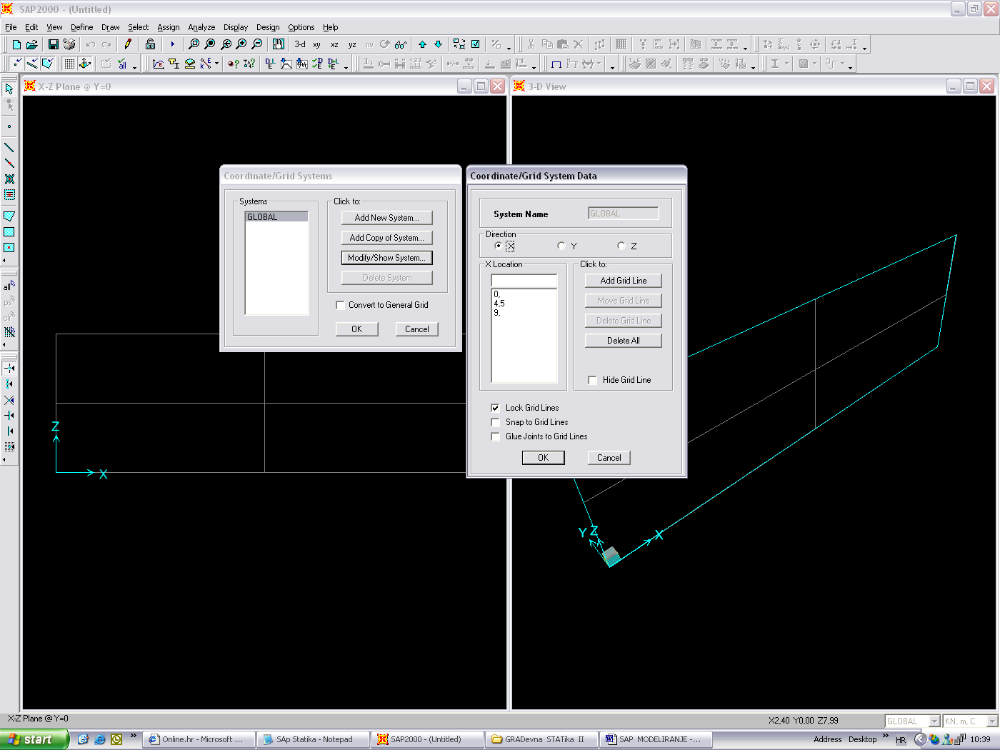 SAP2000 - (Untitled)
File Edit View Define Draw Select Assign Analyze Display Design Options Help
3-d xy xz yz nv
all
X-Z Plane @ Y=0
3-D View
Coordinate/Grid Systems
Systems
GLOBAL
Click to:
Add New System...
Add Copy of System...
Modify/Show System...
Delete System
Convert to General Grid
OK Cancel
Coordinate/Grid System Data
System Name GLOBAL
Direction
X Y Z
X Location
0,
4,5
9,
Click to:
Add Grid Line
Move Grid Line
Delete Grid Line
Delete All
Hide Grid Line
Lock Grid Lines
Snap to Grid Lines
Glue Joints to Grid Lines
OK Cancel
all
ps
clr
Z
X
Y Z X
X-Z Plane @ Y=0
X2,40 Y0,00 Z7,99
GLOBAL
KN, m, C
start
Online.hr - Microsoft ...
SAp Statika - Notepad
SAP2000 - (Untitled)
GRADevna STATika II
SAP MODELIRANJE -...
Address Desktop
HR
10:39